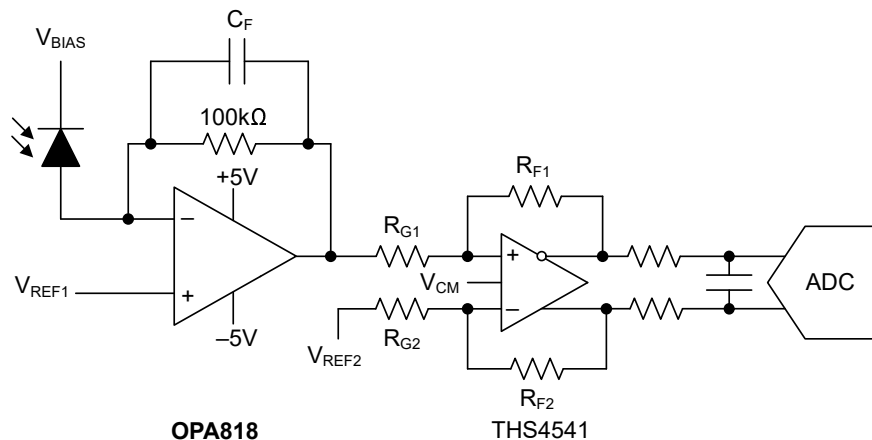 C_F
V_BIAS
100kΩ
+5V
−
+
–5V
V_REF1
R_G1
R_F1
+
V_CM
−
R_G2
V_REF2
R_F2
ADC
OPA818
THS4541